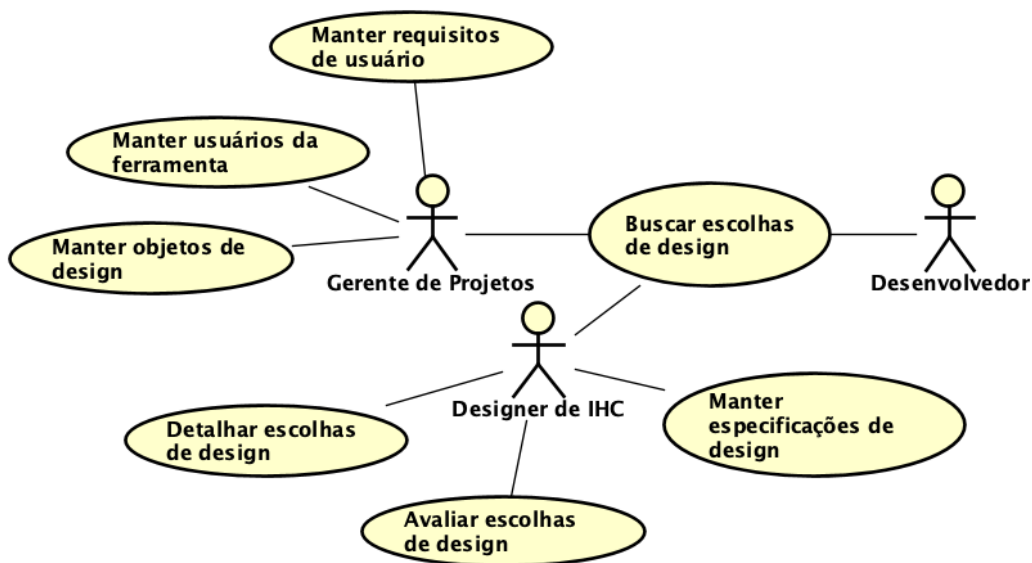 Manter requisitos
de usuário
Manter usuários da
ferramenta
Manter objetos de
design
Gerente de Projetos
Buscar escolhas
de design
Desenvolvedor
Designer de IHC
Detalhar escolhas
de design
Manter
especificações de
design
Avaliar escolhas
de design